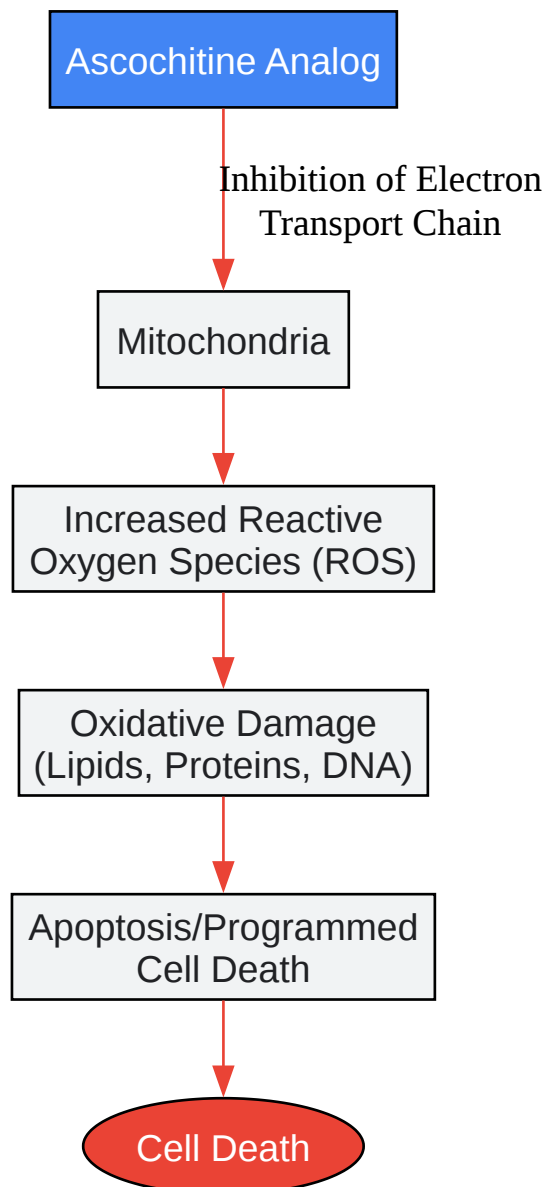 Ascochitine Analog
Inhibition of Electron
Transport Chain
Mitochondria
Increased Reactive
Oxygen Species (ROS)
Oxidative Damage
(Lipids, Proteins, DNA)
Apoptosis/Programmed
Cell Death
Cell Death